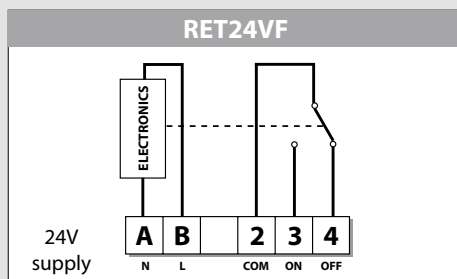 RET24VF
ELECTRONICS
24V
supply
A B 2 3 4
N L COM ON OFF